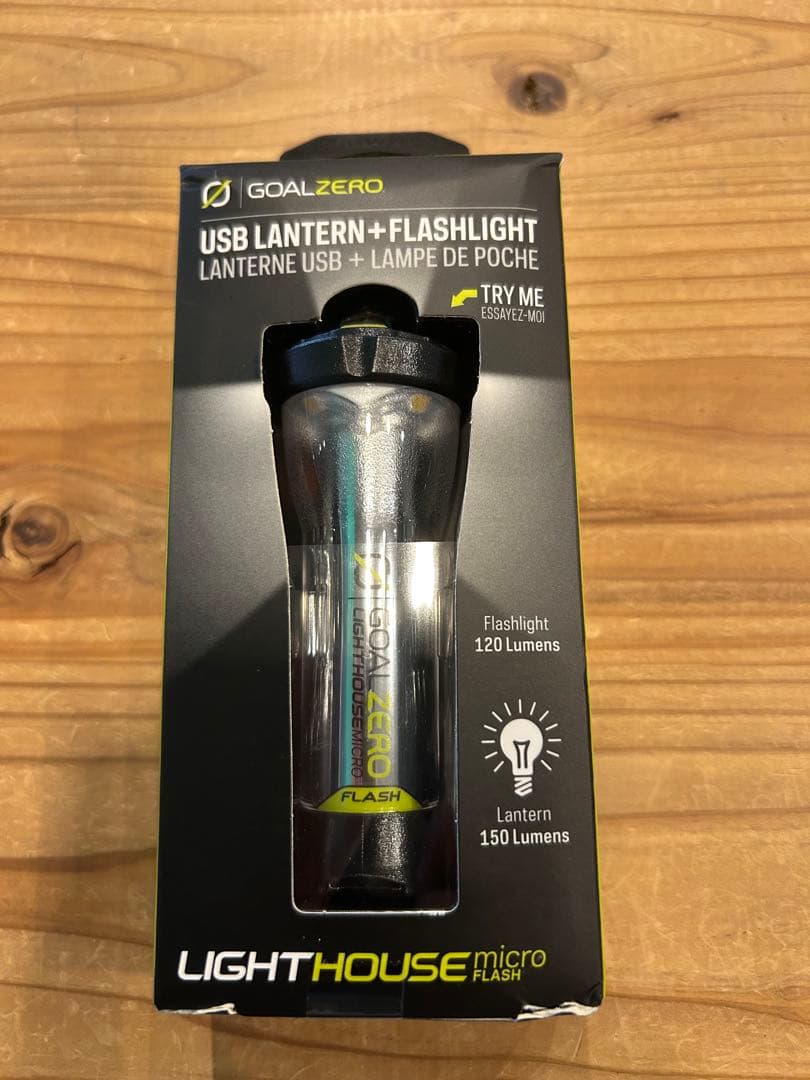 GOALZERO
USB LANTERN+FLASHLIGHT
LANTERNE USB + LAMPE DE POCHE
TRY ME
ESSAYEZ-MOI
GOALZERO
LIGHTHOUSEMICRO
FLASH
Flashlight
120 Lumens
Lantern
150 Lumens
LIGHTHOUSE micro
FLASH